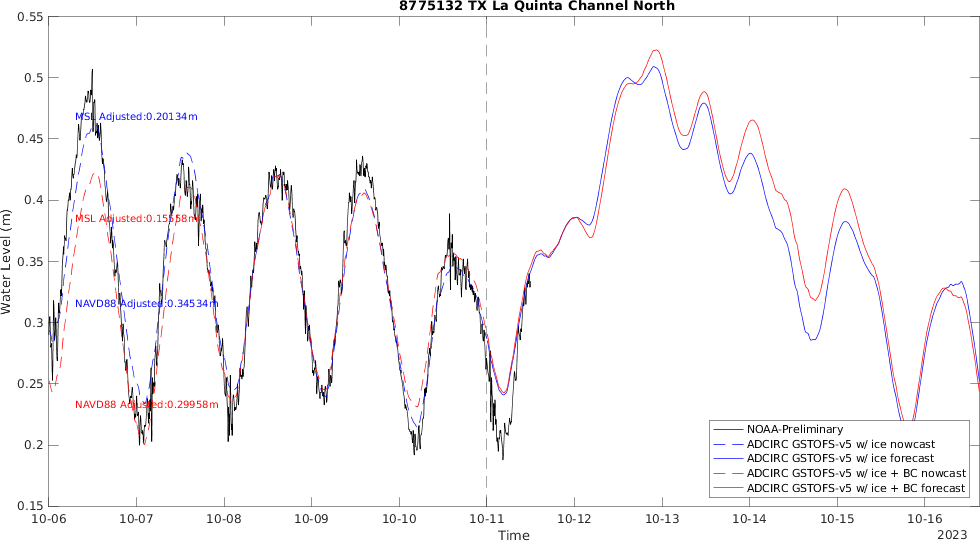 8775132 TX La Quinta Channel North
0.55
0.5
0.45
0.4
0.35
0.3
0.25
0.2
0.15
Water Level (m)
MSL Adjusted:0.20134m
MSL Adjusted:0.15558m
NAVD88 Adjusted:0.34534m
NAVD88 Adjusted:0.29958m
NOAA-Preliminary
ADCIRC GSTOFS-v5 w/ ice nowcast
ADCIRC GSTOFS-v5 w/ ice forecast
ADCIRC GSTOFS-v5 w/ ice + BC nowcast
ADCIRC GSTOFS-v5 w/ ice + BC forecast
10-06 10-07 10-08 10-09 10-10 10-11 10-12 10-13 10-14 10-15 10-16
Time
2023